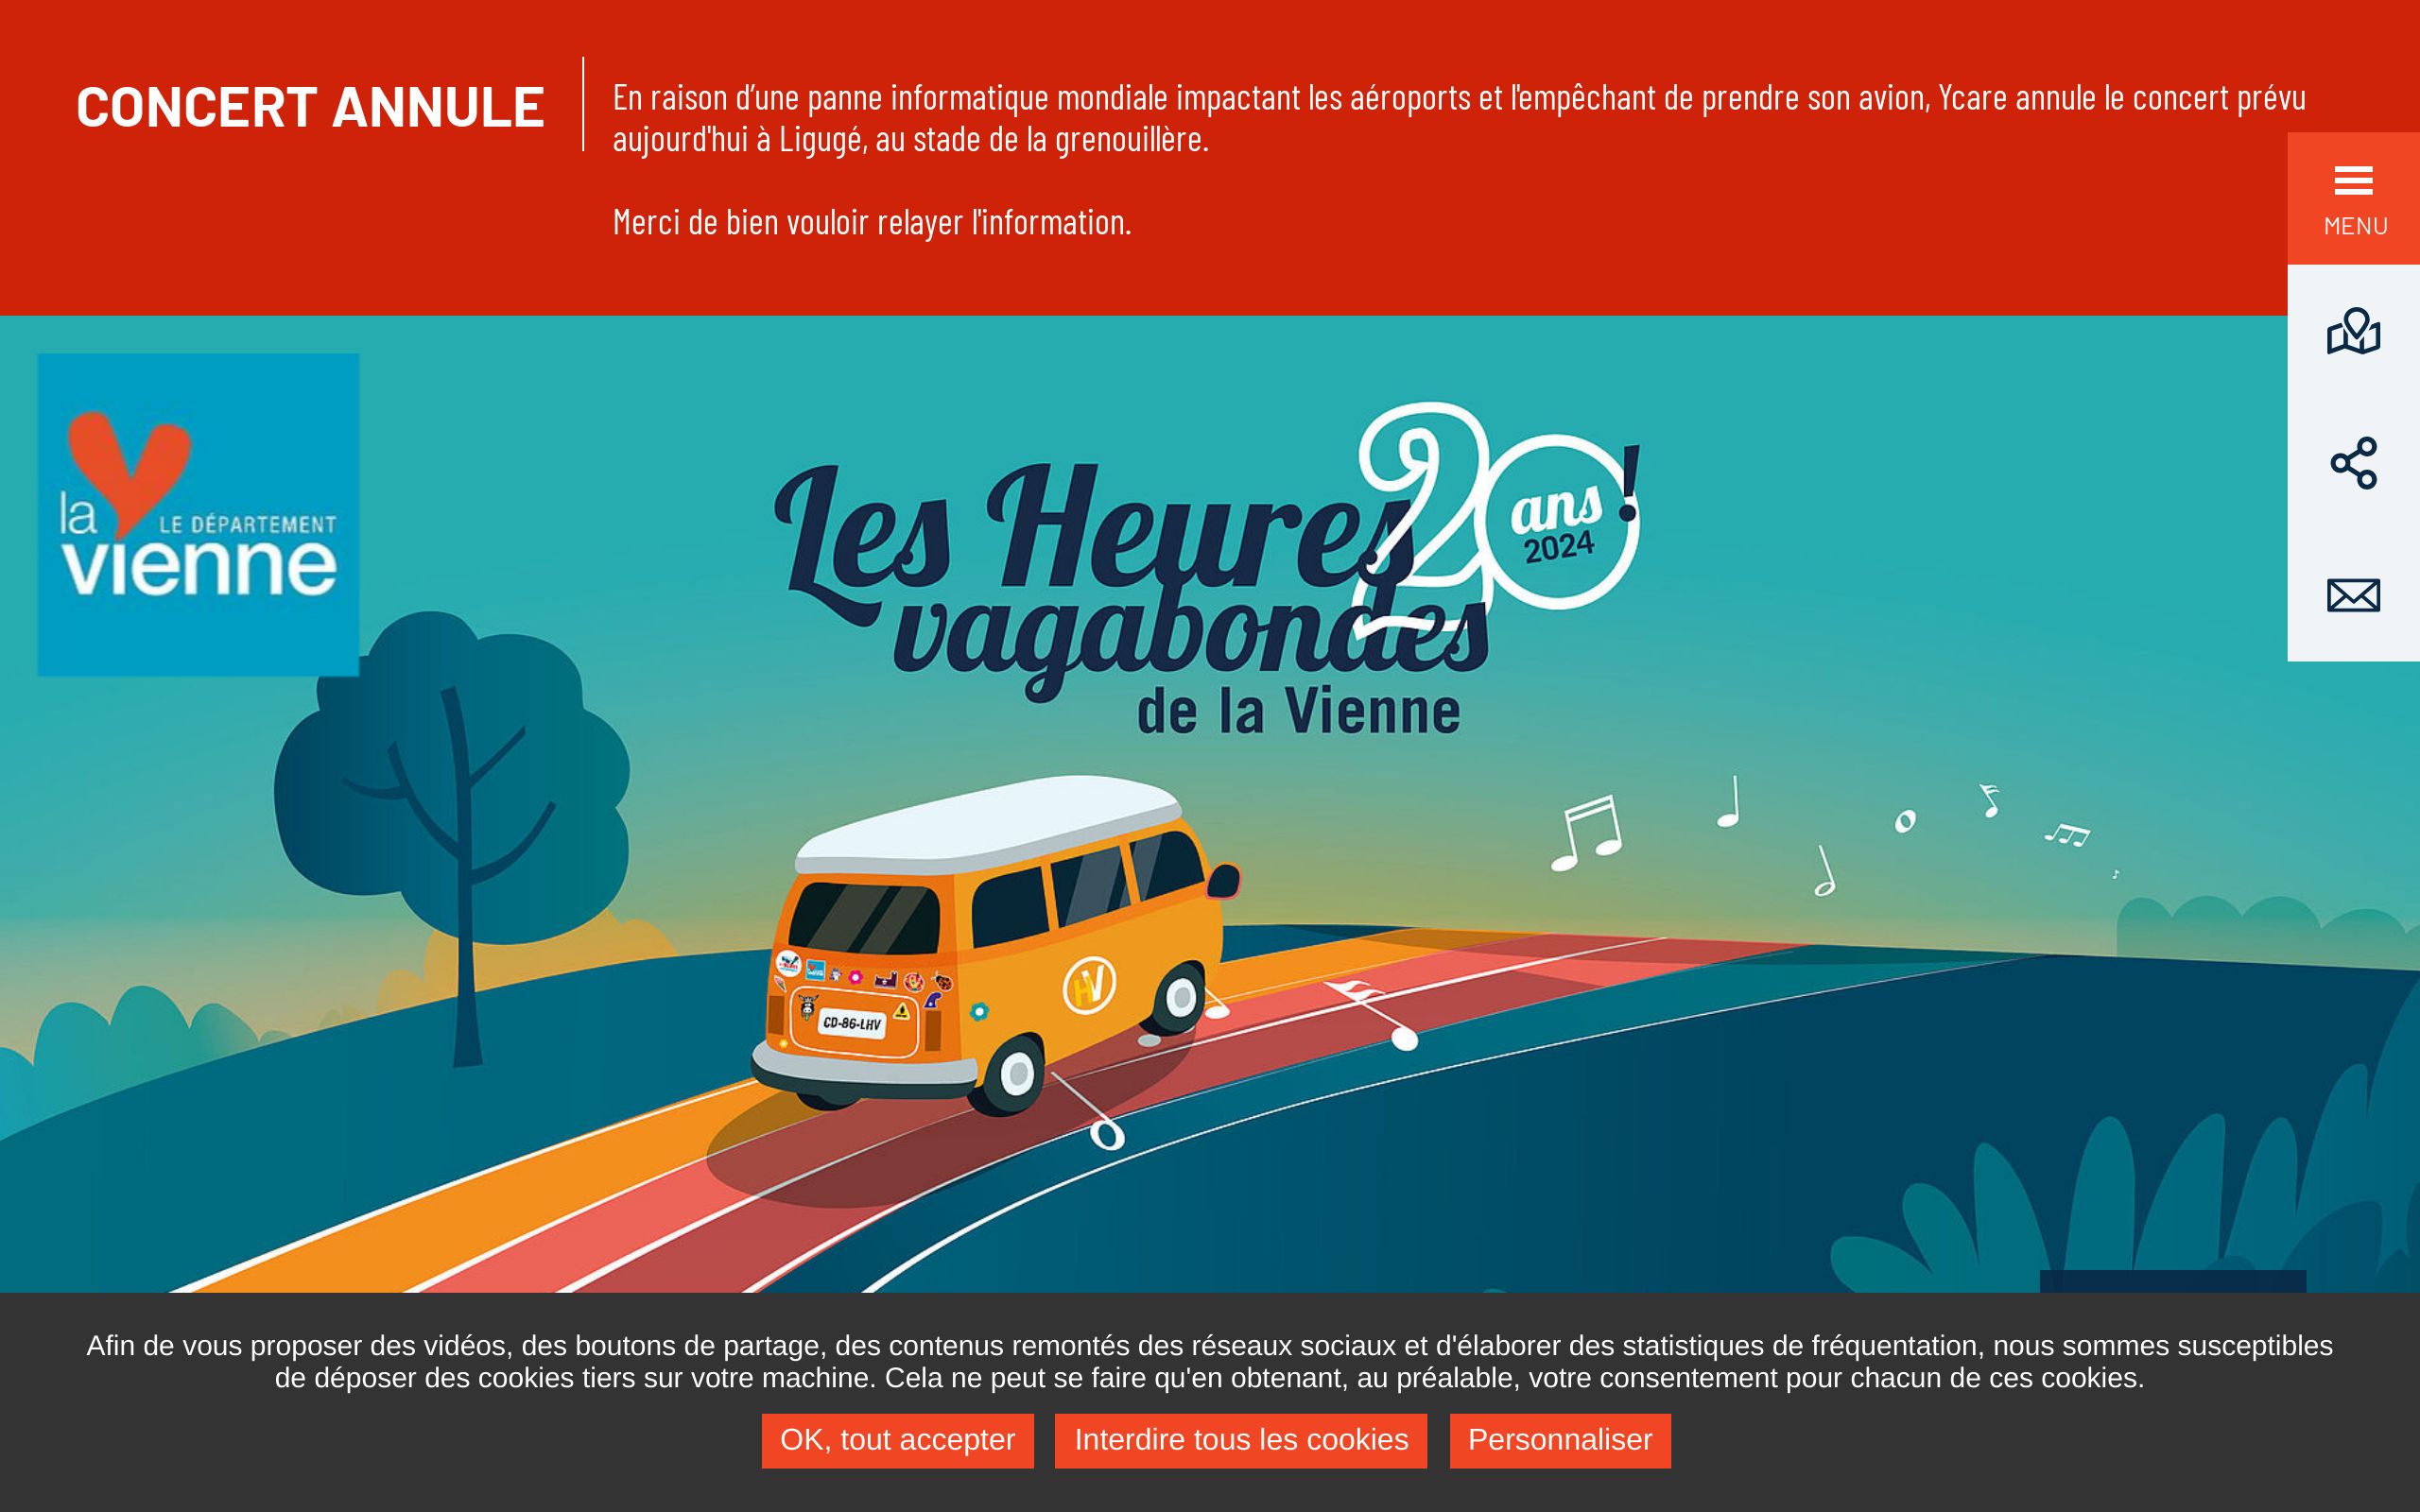 CONCERT ANNULE
En raison d’une panne informatique mondiale impactant les aéroports et l'empêchant de prendre son avion, Ycare annule le concert prévu
aujourd'hui à Ligugé, au stade de la grenouillère.
Merci de bien vouloir relayer l'information.
MENU
la
LE DÉPARTEMENT
vienne
Les Heures
vagabondes
de la Vienne
20
ans !
2024
HV
CD-86-LHV
Afin de vous proposer des vidéos, des boutons de partage, des contenus remontés des réseaux sociaux et d'élaborer des statistiques de fréquentation, nous sommes susceptibles
de déposer des cookies tiers sur votre machine. Cela ne peut se faire qu'en obtenant, au préalable, votre consentement pour chacun de ces cookies.
OK, tout accepter
Interdire tous les cookies
Personnaliser